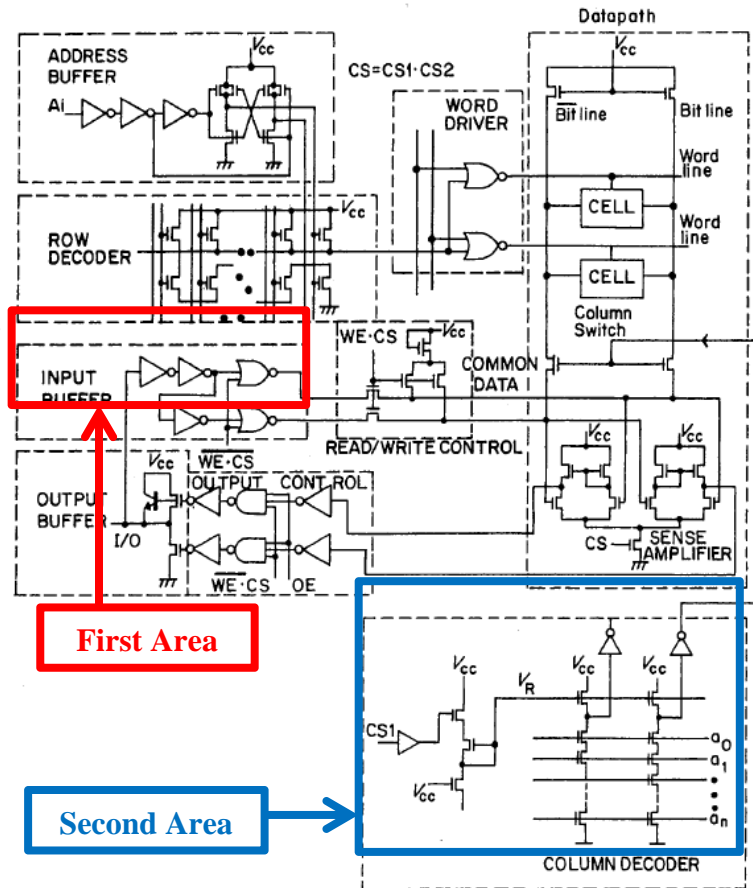 Datapath
ADDRESS
BUFFER
Vcc
CS=CS1·CS2
Vcc
Ai
WORD
DRIVER
Bit line
Bit line
Word
line
CELL
Word
line
CELL
ROW
DECODER
Vcc
Column
Switch
WE·CS
Vcc
COMMON
DATA
INPUT
BUFFER
WE·CS
READ/WRITE CONTROL
Vcc
Vcc
Vcc
OUTPUT
CONTROL
OUTPUT
BUFFER
I/O
CS
SENSE
AMPLIFIER
WE·CS
OE
First Area
Vcc
VR
Vcc
Vcc
CS1
a0
a1
Vcc
an
Second Area
COLUMN DECODER